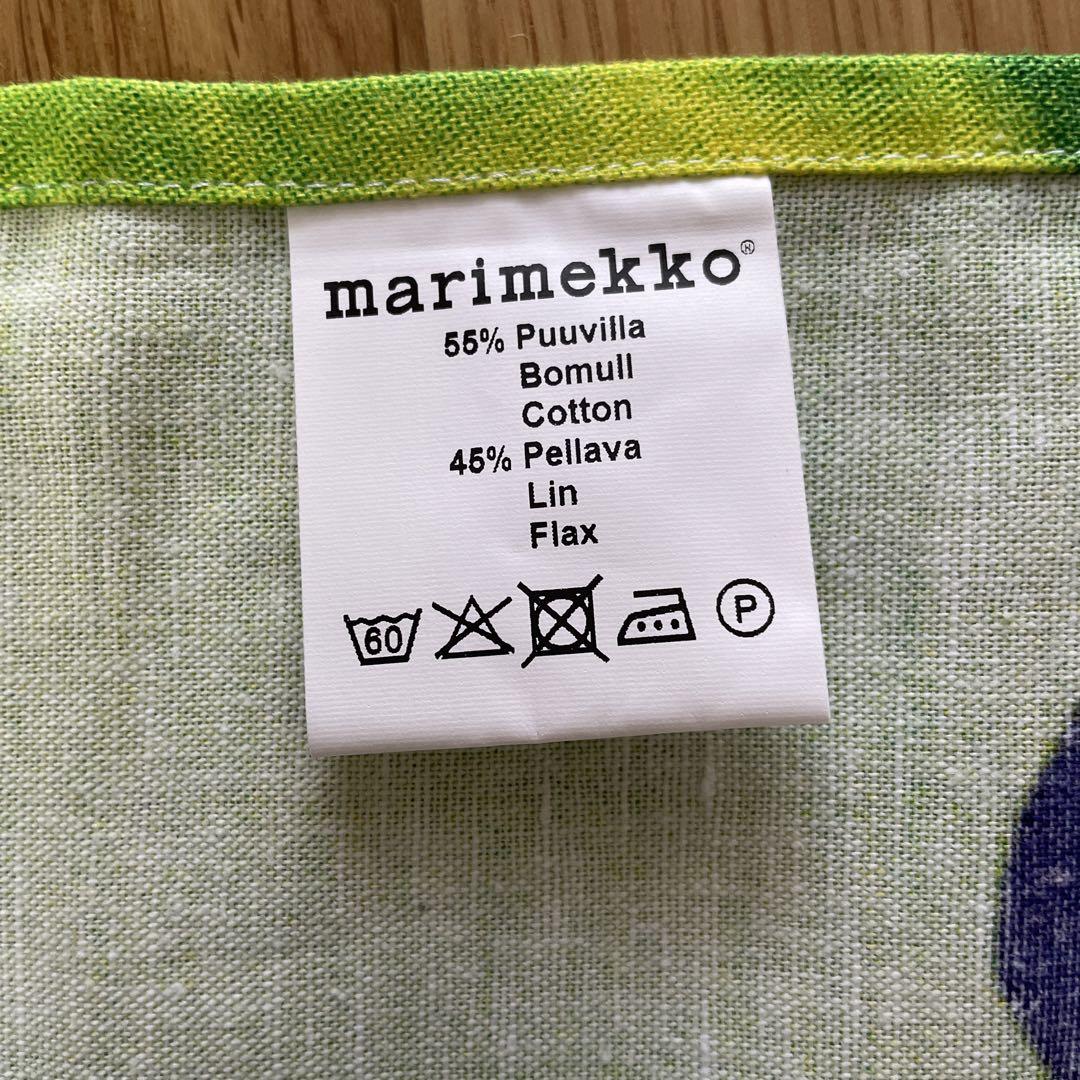 marimekko®
55% Puuvilla
Bomull
Cotton
45% Pellava
Lin
Flax
60 P